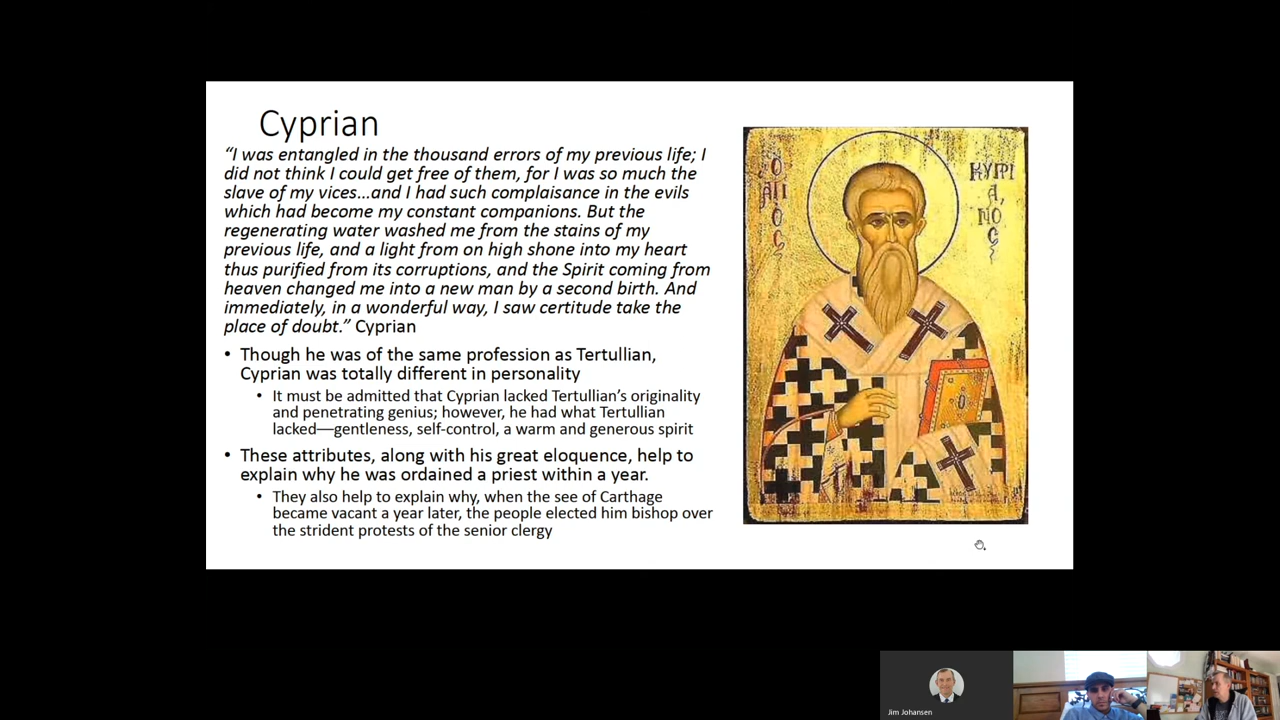 Cyprian
“I was entangled in the thousand errors of my previous life; I
did not think I could get free of them, for I was so much the
slave of my vices…and I had such complaisance in the evils
which had become my constant companions. But the
regenerating water washed me from the stains of my
previous life, and a light from on high shone into my heart
thus purified from its corruptions, and the Spirit coming from
heaven changed me into a new man by a second birth. And
immediately, in a wonderful way, I saw certitude take the
place of doubt.” Cyprian
• Though he was of the same profession as Tertullian,
Cyprian was totally different in personality
• It must be admitted that Cyprian lacked Tertullian’s originality
and penetrating genius; however, he had what Tertullian
lacked—gentleness, self-control, a warm and generous spirit
• These attributes, along with his great eloquence, help to
explain why he was ordained a priest within a year.
• They also help to explain why, when the see of Carthage
became vacant a year later, the people elected him bishop over
the strident protests of the senior clergy
Ὁ
ΑΓΙ
Ο
ς
ΚΥΠΡΙ
Α
ΝΟ
ς
Jim Johansen